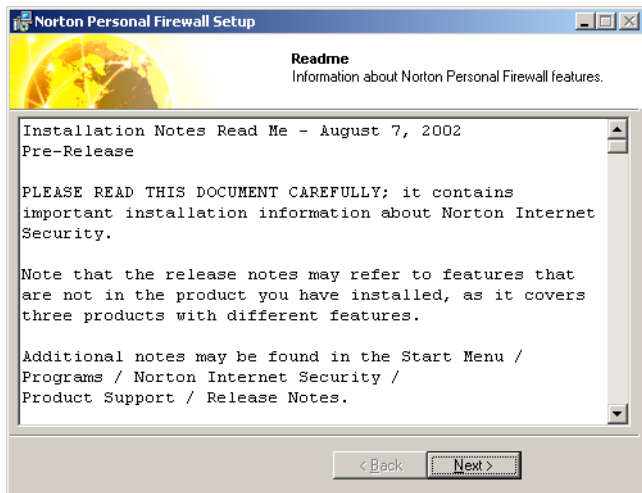 Norton Personal Firewall Setup
Readme
Information about Norton Personal Firewall features.
Installation Notes Read Me - August 7, 2002
Pre-Release
PLEASE READ THIS DOCUMENT CAREFULLY; it contains
important installation information about Norton Internet
Security.
Note that the release notes may refer to features that
are not in the product you have installed, as it covers
three products with different features.
Additional notes may be found in the Start Menu /
Programs / Norton Internet Security /
Product Support / Release Notes.
< Back
Next >